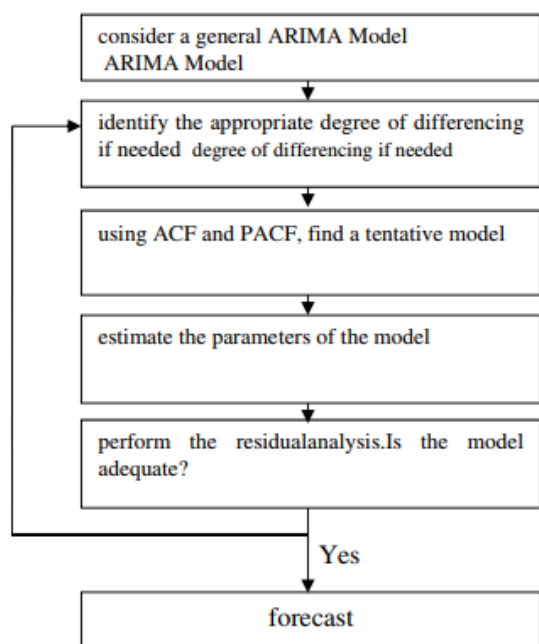 consider a general ARIMA Model
ARIMA Model
identify the appropriate degree of differencing
if needed degree of differencing if needed
using ACF and PACF, find a tentative model
estimate the parameters of the model
perform the residualanalysis.Is the model
adequate?
Yes
forecast